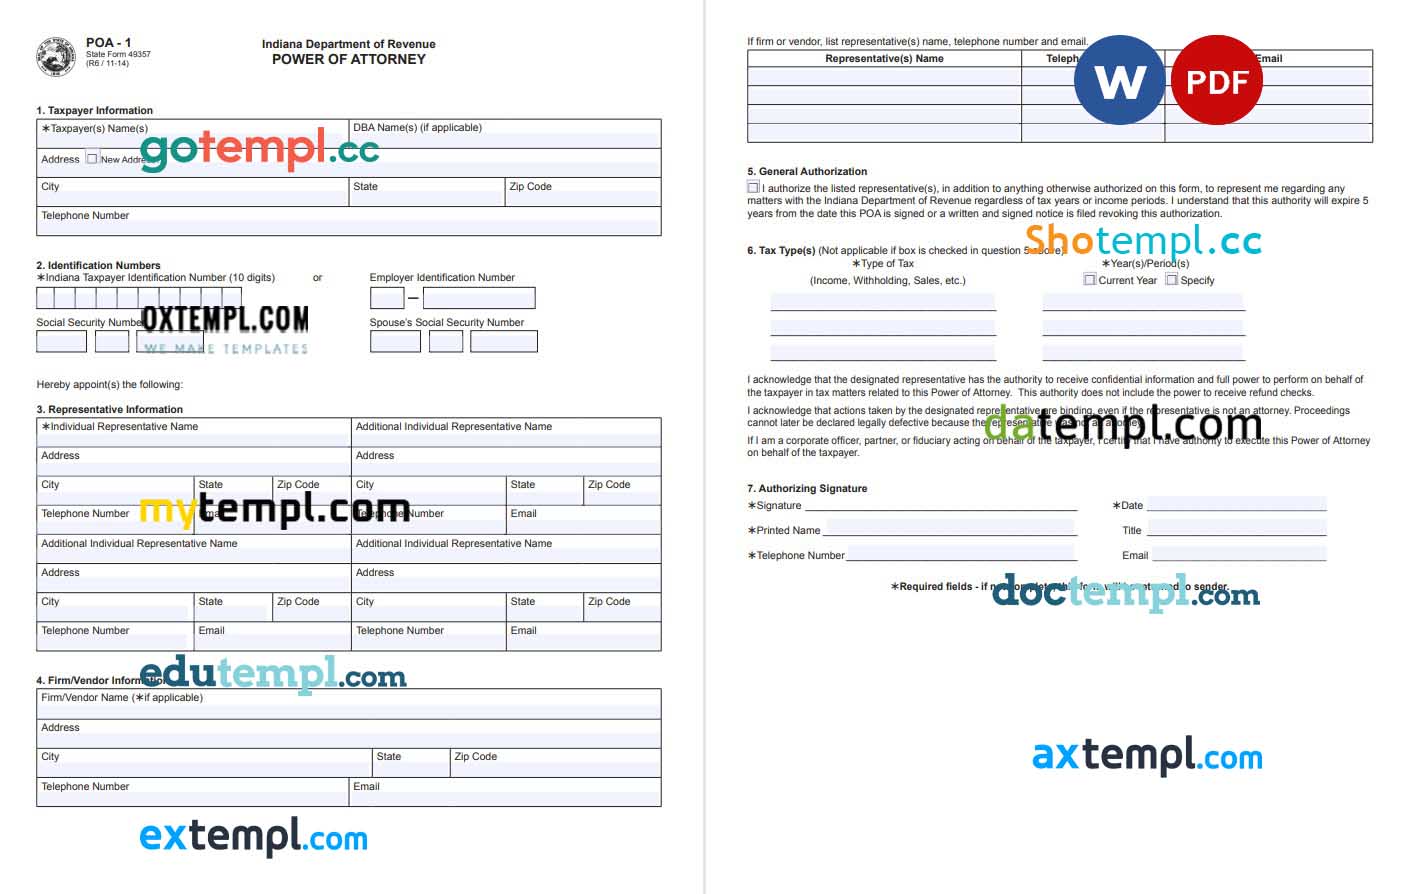 POA - 1
State Form 49357
(R6 / 11-14)
Indiana Department of Revenue
POWER OF ATTORNEY
1. Taxpayer Information
∗Taxpayer(s) Name(s)
DBA Name(s) (if applicable)
gotempl.cc
Address
New Address
City
State
Zip Code
Telephone Number
2. Identification Numbers
∗Indiana Taxpayer Identification Number (10 digits)
or
Employer Identification Number
OXTEMPL.COM
Social Security Number
Spouse's Social Security Number
WE MAKE TEMPLATES
Hereby appoint(s) the following:
3. Representative Information
∗Individual Representative Name
Additional Individual Representative Name
Address
Address
City
State
Zip Code
City
State
Zip Code
mytempl.com
Telephone Number
Email
Telephone Number
Email
Additional Individual Representative Name
Additional Individual Representative Name
Address
Address
City
State
Zip Code
City
State
Zip Code
Telephone Number
Email
Telephone Number
Email
edutempl.com
4. Firm/Vendor Information
Firm/Vendor Name (∗if applicable)
Address
City
State
Zip Code
Telephone Number
Email
extempl.com
If firm or vendor, list representative(s) name, telephone number and email.
Representative(s) Name
Teleph
Email
W
PDF
5. General Authorization
I authorize the listed representative(s), in addition to anything otherwise authorized on this form, to represent me regarding any
matters with the Indiana Department of Revenue regardless of tax years or income periods. I understand that this authority will expire 5
years from the date this POA is signed or a written and signed notice is filed revoking this authorization.
Shotempl.cc
6. Tax Type(s) (Not applicable if box is checked in question 5 above)
∗Type of Tax
∗Year(s)/Period(s)
(Income, Withholding, Sales, etc.)
Current Year
Specify
I acknowledge that the designated representative has the authority to receive confidential information and full power to perform on behalf of
the taxpayer in tax matters related to this Power of Attorney. This authority does not include the power to receive refund checks.
I acknowledge that actions taken by the designated representative are binding, even if the representative is not an attorney. Proceedings
cannot later be declared legally defective because the representative was not an attorney.
datempl.com
If I am a corporate officer, partner, or fiduciary acting on behalf of the taxpayer, I certify that I have authority to execute this Power of Attorney
on behalf of the taxpayer.
7. Authorizing Signature
∗Signature
∗Date
∗Printed Name
Title
∗Telephone Number
Email
∗Required fields - if not complete, this form will be returned to sender.
doctempl.com
axtempl.com